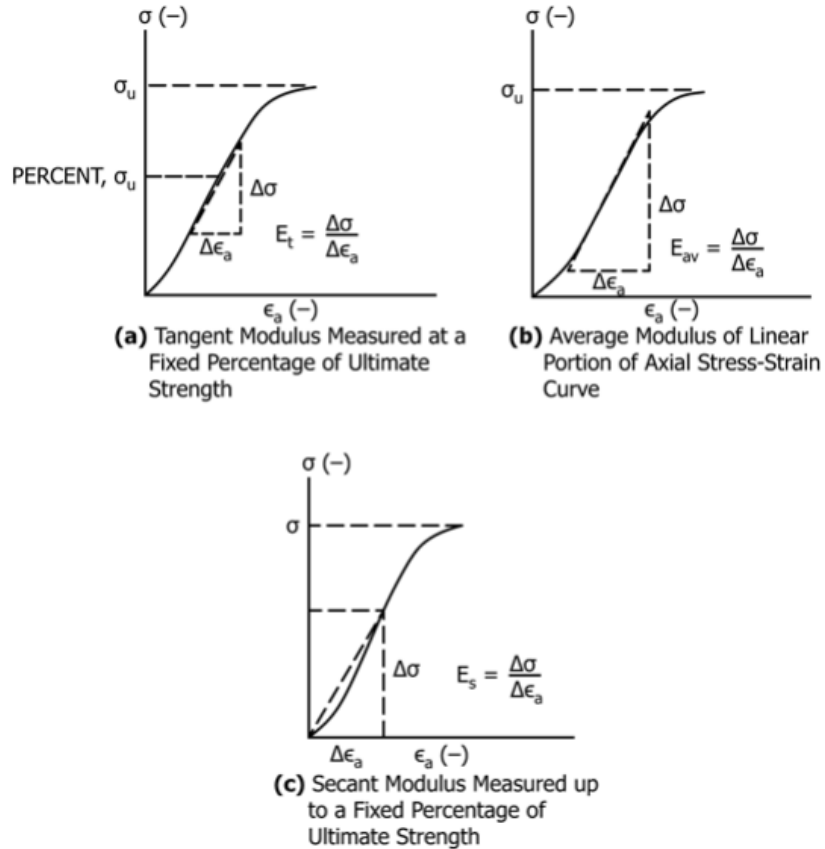 σ (–)
σu
PERCENT, σu
Δσ
Δϵa
Et = Δσ/Δϵa
ϵa (–)
(a) Tangent Modulus Measured at a
Fixed Percentage of Ultimate
Strength
σ (–)
σu
Δσ
Δϵa
Eav = Δσ/Δϵa
ϵa (–)
(b) Average Modulus of Linear
Portion of Axial Stress-Strain
Curve
σ (–)
σ
Δσ
Es = Δσ/Δϵa
Δϵa
ϵa (–)
(c) Secant Modulus Measured up
to a Fixed Percentage of
Ultimate Strength